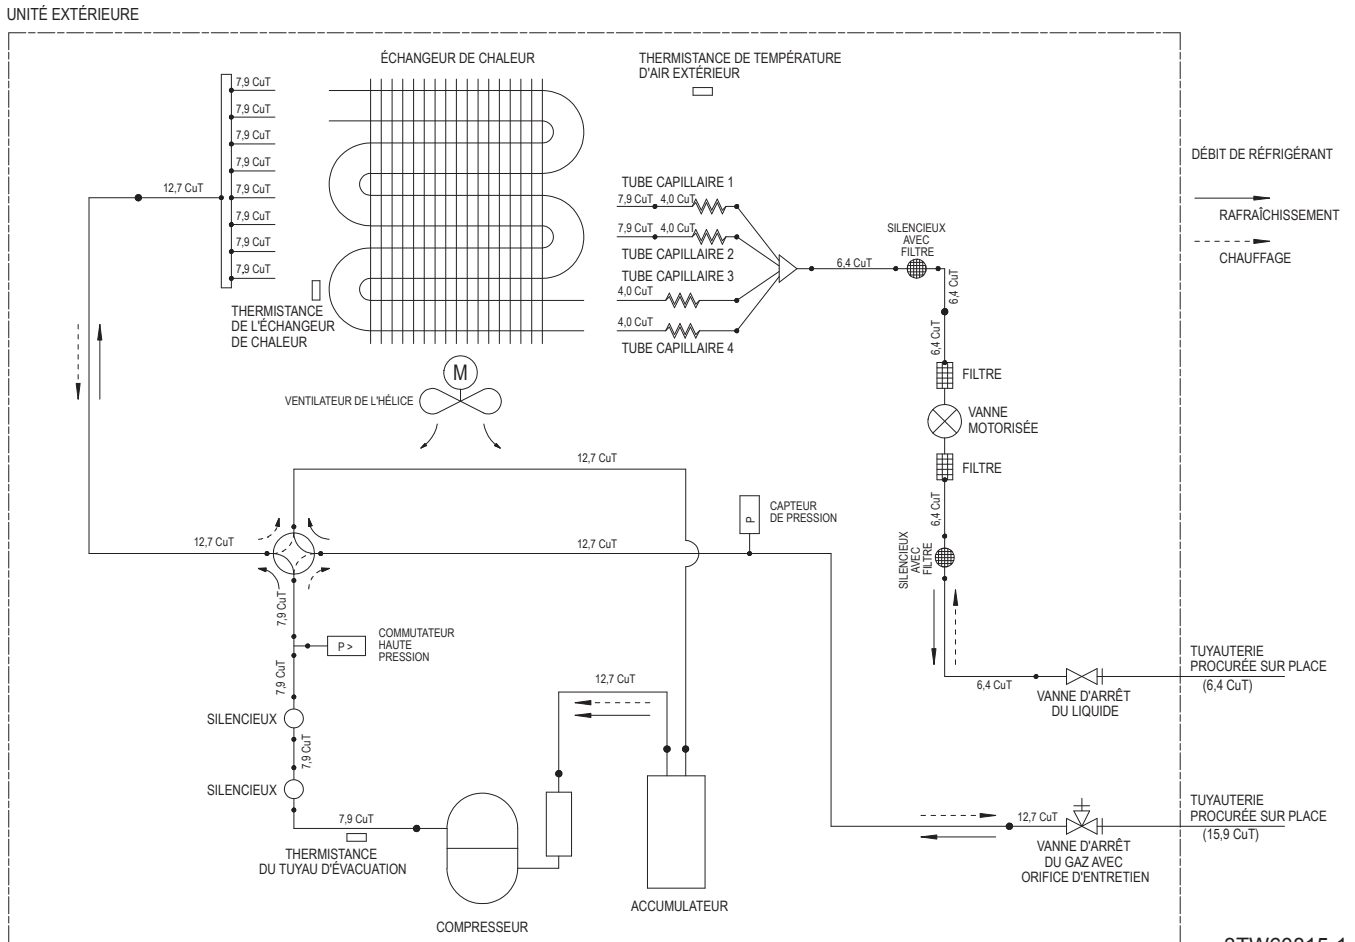 UNITÉ EXTÉRIEURE
ÉCHANGEUR DE CHALEUR
THERMISTANCE DE TEMPÉRATURE
D'AIR EXTÉRIEUR
7,9 CuT
7,9 CuT
7,9 CuT
7,9 CuT
7,9 CuT
7,9 CuT
7,9 CuT
7,9 CuT
12,7 CuT
THERMISTANCE
DE L'ÉCHANGEUR
DE CHALEUR
TUBE CAPILLAIRE 1
7,9 CuT 4,0 CuT
7,9 CuT 4,0 CuT
TUBE CAPILLAIRE 2
TUBE CAPILLAIRE 3
4,0 CuT
4,0 CuT
TUBE CAPILLAIRE 4
6,4 CuT
SILENCIEUX
AVEC
FILTRE
6,4 CuT
6,4 CuT
FILTRE
VANNE
MOTORISÉE
FILTRE
6,4 CuT
SILENCIEUX
AVEC
FILTRE
DÉBIT DE RÉFRIGÉRANT
RAFRAÎCHISSEMENT
CHAUFFAGE
M
VENTILATEUR DE L'HÉLICE
12,7 CuT
12,7 CuT
12,7 CuT
P
CAPTEUR
DE PRESSION
7,9 CuT
P >
COMMUTATEUR
HAUTE
PRESSION
7,9 CuT
SILENCIEUX
7,9 CuT
SILENCIEUX
7,9 CuT
THERMISTANCE
DU TUYAU D'ÉVACUATION
COMPRESSEUR
12,7 CuT
ACCUMULATEUR
6,4 CuT
VANNE D'ARRÊT
DU LIQUIDE
TUYAUTERIE
PROCURÉE SUR PLACE
(6,4 CuT)
12,7 CuT
VANNE D'ARRÊT
DU GAZ AVEC
ORIFICE D'ENTRETIEN
TUYAUTERIE
PROCURÉE SUR PLACE
(15,9 CuT)